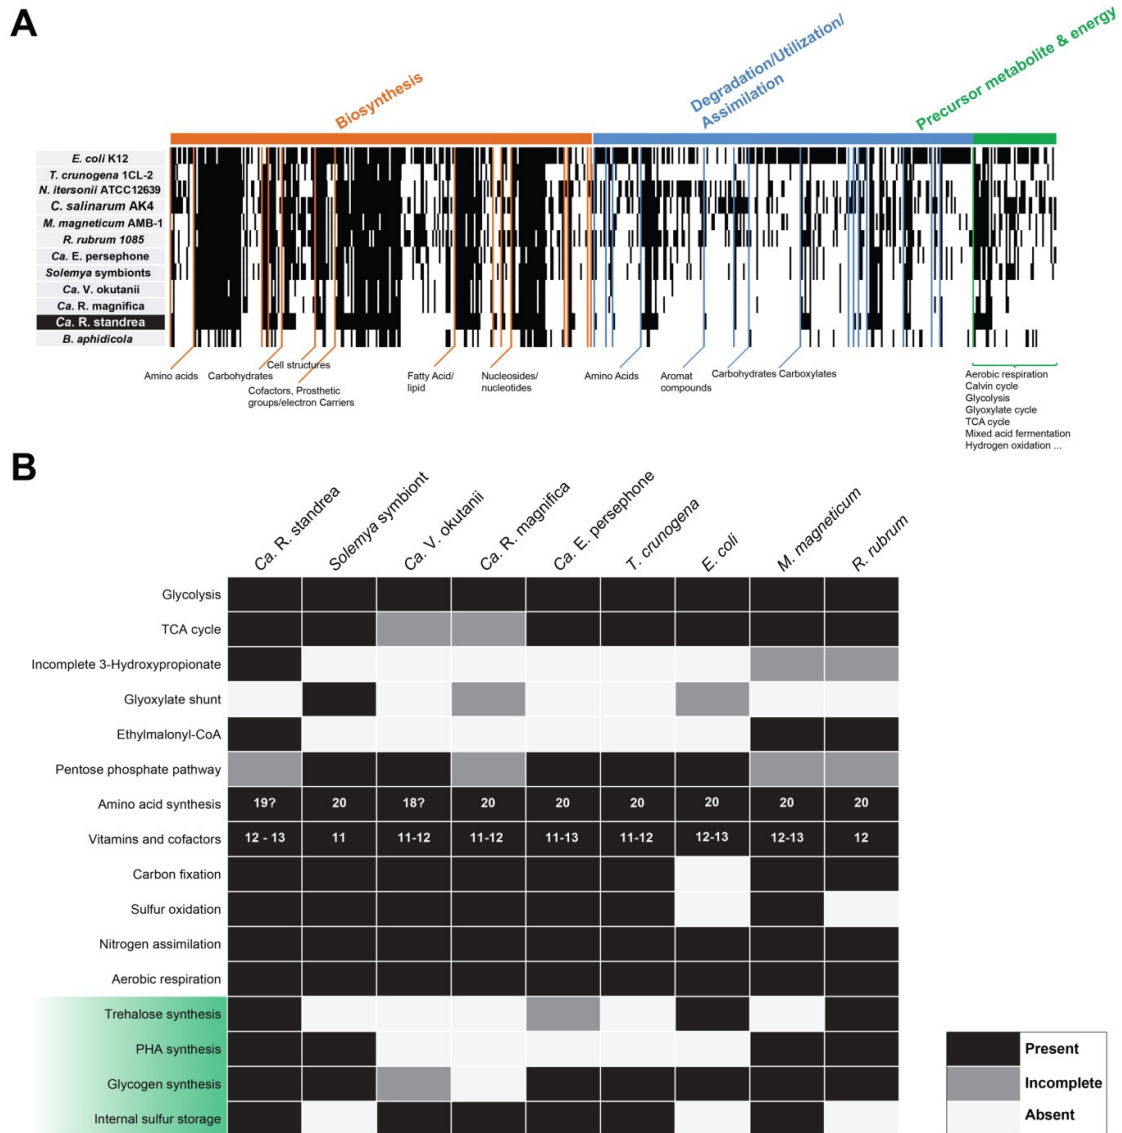 A
Biosynthesis
Degradation/Utilization/
Assimilation
Precursor metabolite & energy
E. coli K12
T. crunogena 1CL-2
N. itersonii ATCC12639
C. salinarum AK4
M. magneticum AMB-1
R. rubrum 1085
Ca. E. persephone
Solemya symbionts
Ca. V. okutanii
Ca. R. magnifica
Ca. R. standrea
B. aphidicola
Amino acids
Carbohydrates
Cell structures
Cofactors, Prosthetic
groups/electron Carriers
Fatty Acid/
lipid
Nucleosides/
nucleotides
Amino Acids
Aromat
compounds
Carbohydrates
Carboxylates
Aerobic respiration
Calvin cycle
Glycolysis
Glyoxylate cycle
TCA cycle
Mixed acid fermentation
Hydrogen oxidation ...
B
Ca. R. standrea
Solemya symbiont
Ca. V. okutanii
Ca. R. magnifica
Ca. E. persephone
T. crunogena
E. coli
M. magneticum
R. rubrum
Glycolysis
TCA cycle
Incomplete 3-Hydroxypropionate
Glyoxylate shunt
Ethylmalonyl-CoA
Pentose phosphate pathway
Amino acid synthesis 19? 20 18? 20 20 20 20 20 20
Vitamins and cofactors 12 - 13 11 11-12 11-12 11-13 11-12 12-13 12-13 12
Carbon fixation
Sulfur oxidation
Nitrogen assimilation
Aerobic respiration
Trehalose synthesis
PHA synthesis
Glycogen synthesis
Internal sulfur storage
Present
Incomplete
Absent